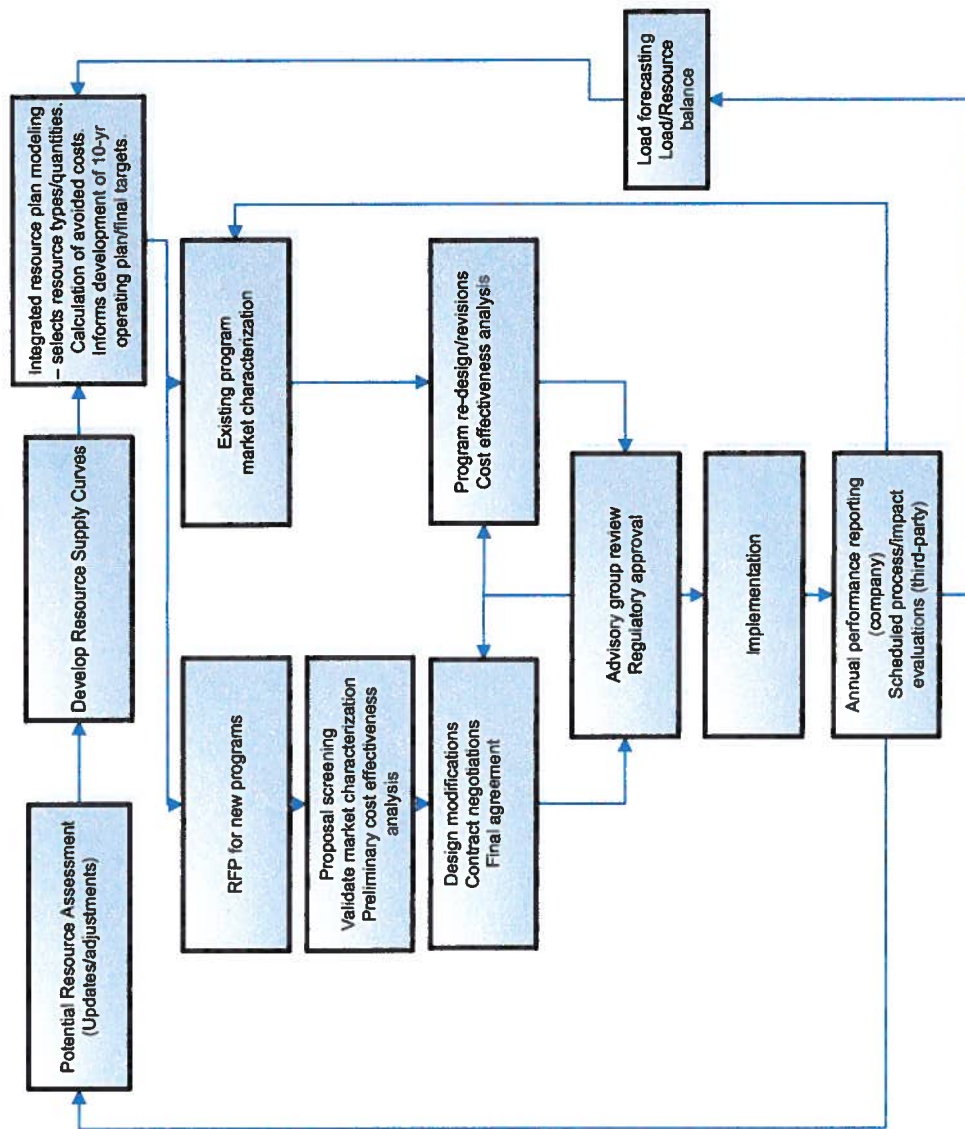 Potential Resource Assessment
(Updates/adjustments)
Develop Resource Supply Curves
Integrated resource plan modeling
– selects resource types/quantities.
Calculation of avoided costs.
Informs development of 10-yr
operating plan/final targets.
RFP for new programs
Existing program
market characterization
Proposal screening
Validate market characterization
Preliminary cost effectiveness
analysis
Design modifications
Contract negotiations
Final agreement
Program re-design/revisions
Cost effectiveness analysis
Advisory group review
Regulatory approval
Implementation
Annual performance reporting
(company)
Scheduled process/impact
evaluations (third-party)
Load forecasting
Load/Resource
balance